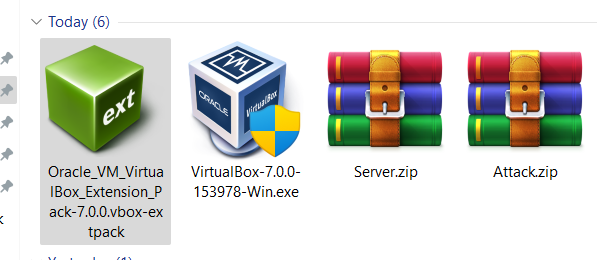 Today (6)
ext
ORACLE
VirtualBox
Oracle_VM_Virtua
lBox_Extension_P
ack-7.0.0.vbox-ex
tpack
VirtualBox-7.0.0-
153978-Win.exe
Server.zip
Attack.zip